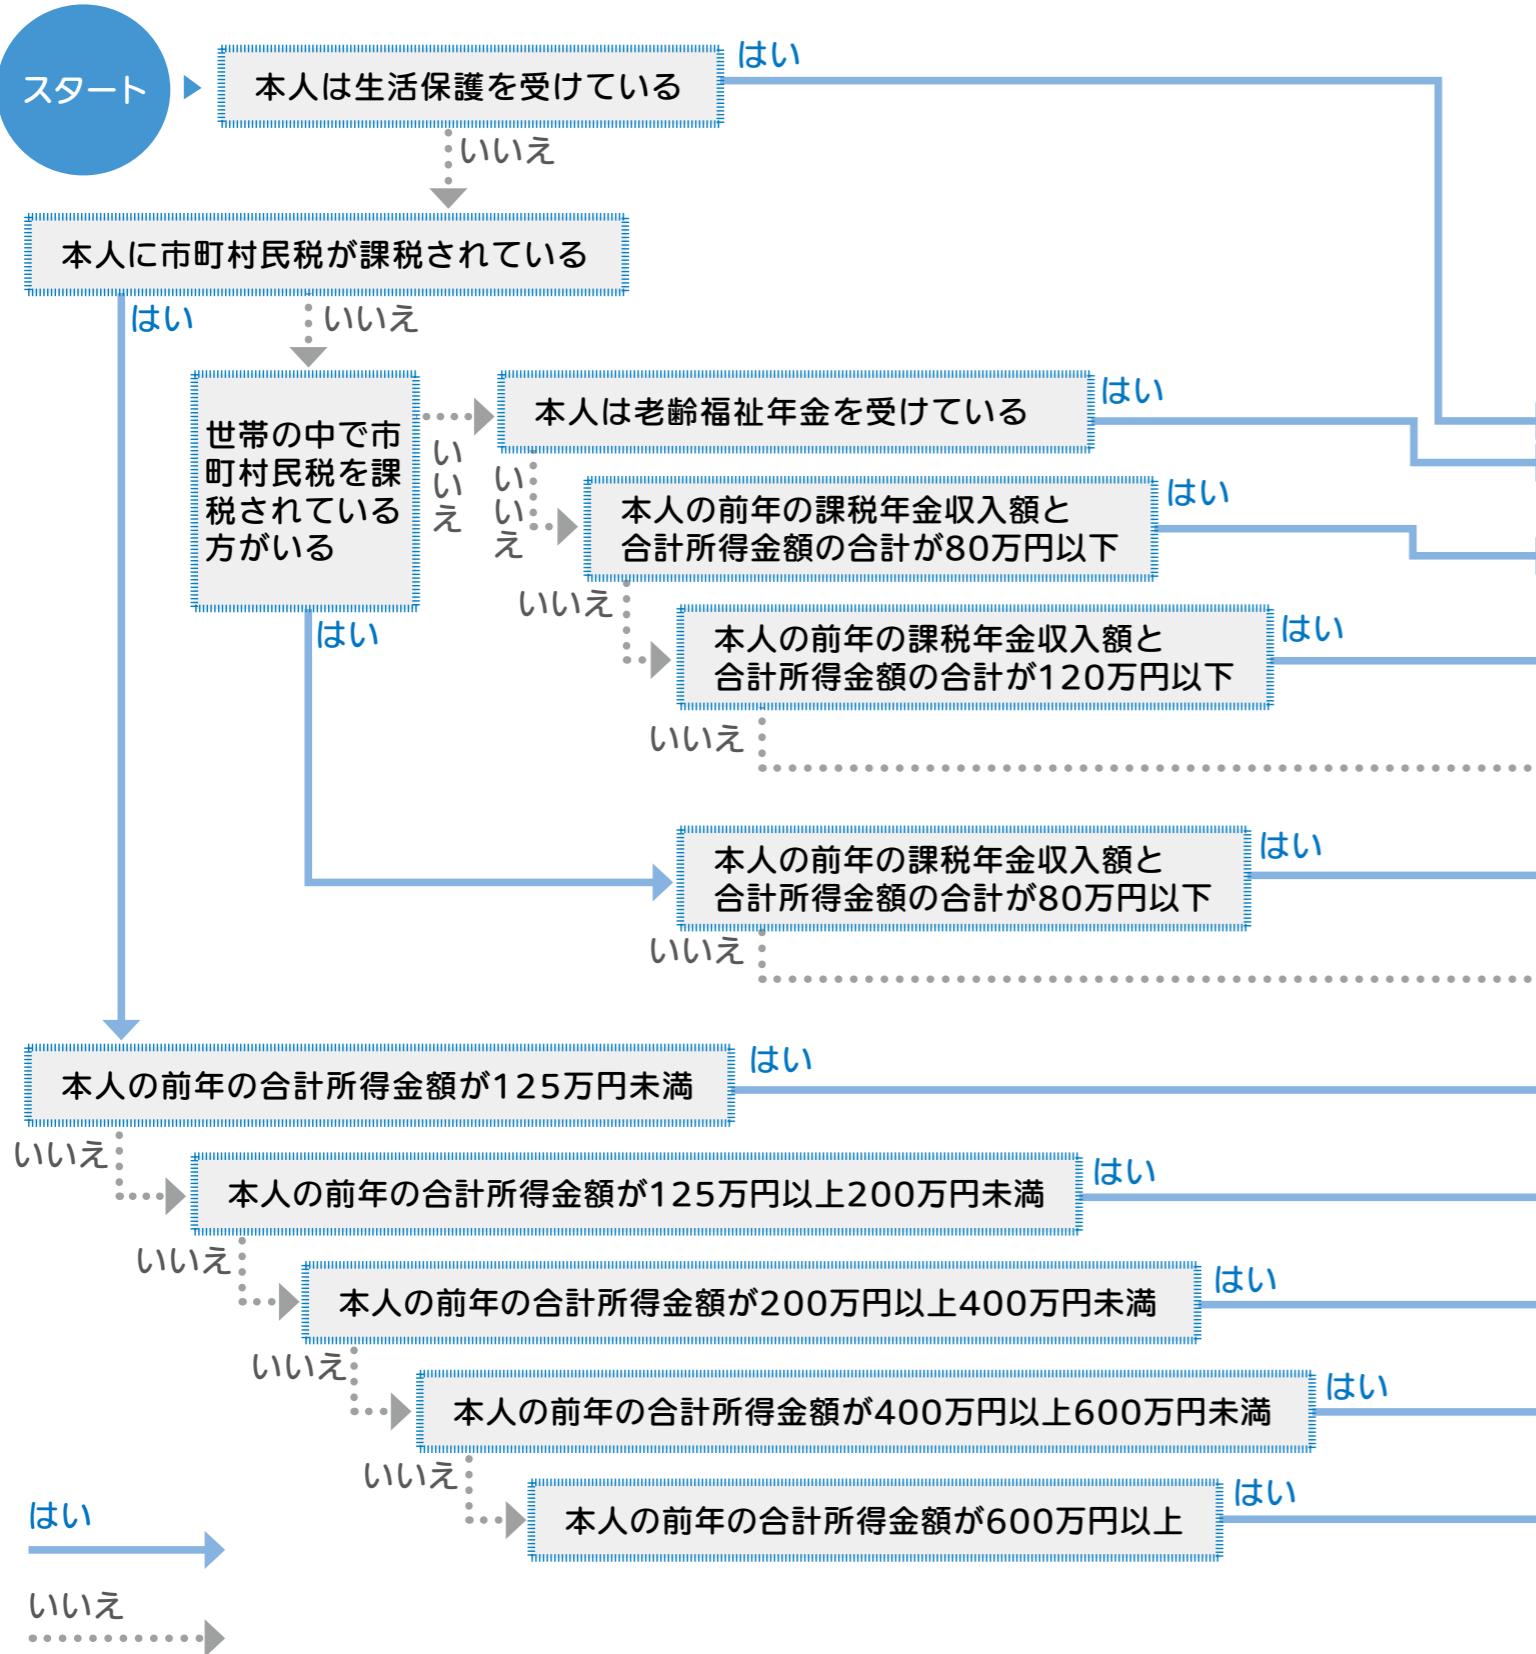 スタート
本人は生活保護を受けている
はい
いいえ
本人に市町村民税が課税されている
はい
いいえ
世帯の中で市
町村民税を課
税されている
方がいる
いいえ
はい
本人は老齢福祉年金を受けている
はい
いいえ
本人の前年の課税年金収入額と
合計所得金額の合計が80万円以下
はい
いいえ
本人の前年の課税年金収入額と
合計所得金額の合計が120万円以下
はい
いいえ
本人の前年の課税年金収入額と
合計所得金額の合計が80万円以下
はい
いいえ
本人の前年の合計所得金額が125万円未満
はい
いいえ
本人の前年の合計所得金額が125万円以上200万円未満
はい
いいえ
本人の前年の合計所得金額が200万円以上400万円未満
はい
いいえ
本人の前年の合計所得金額が400万円以上600万円未満
はい
いいえ
本人の前年の合計所得金額が600万円以上
はい
はい
いいえ